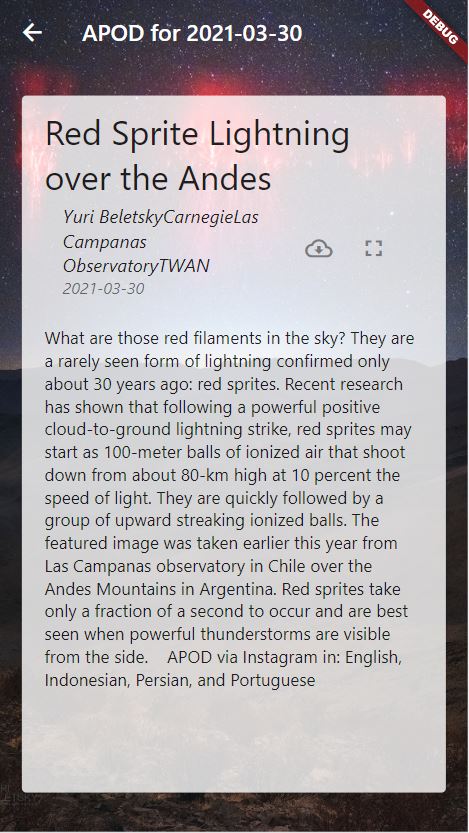 APOD for 2021-03-30
DEBUG
Red Sprite Lightning
over the Andes
Yuri BeletskyCarnegieLas
Campanas
ObservatoryTWAN
2021-03-30
What are those red filaments in the sky? They are
a rarely seen form of lightning confirmed only
about 30 years ago: red sprites. Recent research
has shown that following a powerful positive
cloud-to-ground lightning strike, red sprites may
start as 100-meter balls of ionized air that shoot
down from about 80-km high at 10 percent the
speed of light. They are quickly followed by a
group of upward streaking ionized balls. The
featured image was taken earlier this year from
Las Campanas observatory in Chile over the
Andes Mountains in Argentina. Red sprites take
only a fraction of a second to occur and are best
seen when powerful thunderstorms are visible
from the side. APOD via Instagram in: English,
Indonesian, Persian, and Portuguese